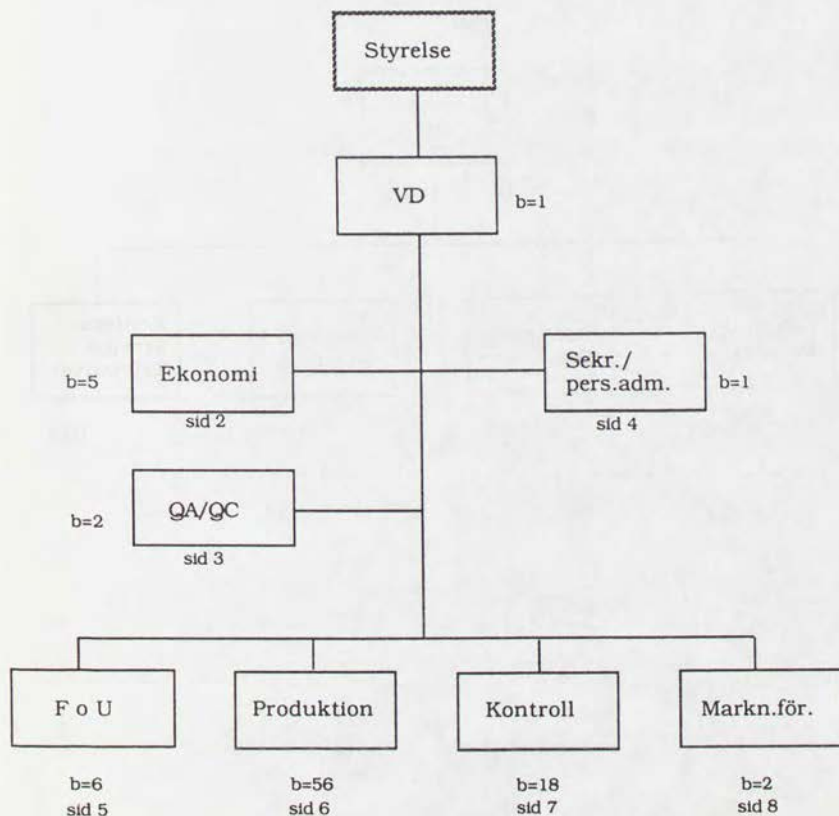 Styrelse
VD
b=1
b=5
Ekonomi
sid 2
Sekr./
pers.adm.
b=1
sid 4
b=2
QA/QC
sid 3
F o U
Produktion
Kontroll
Markn.för.
b=6
b=56
b=18
b=2
sid 5
sid 6
sid 7
sid 8